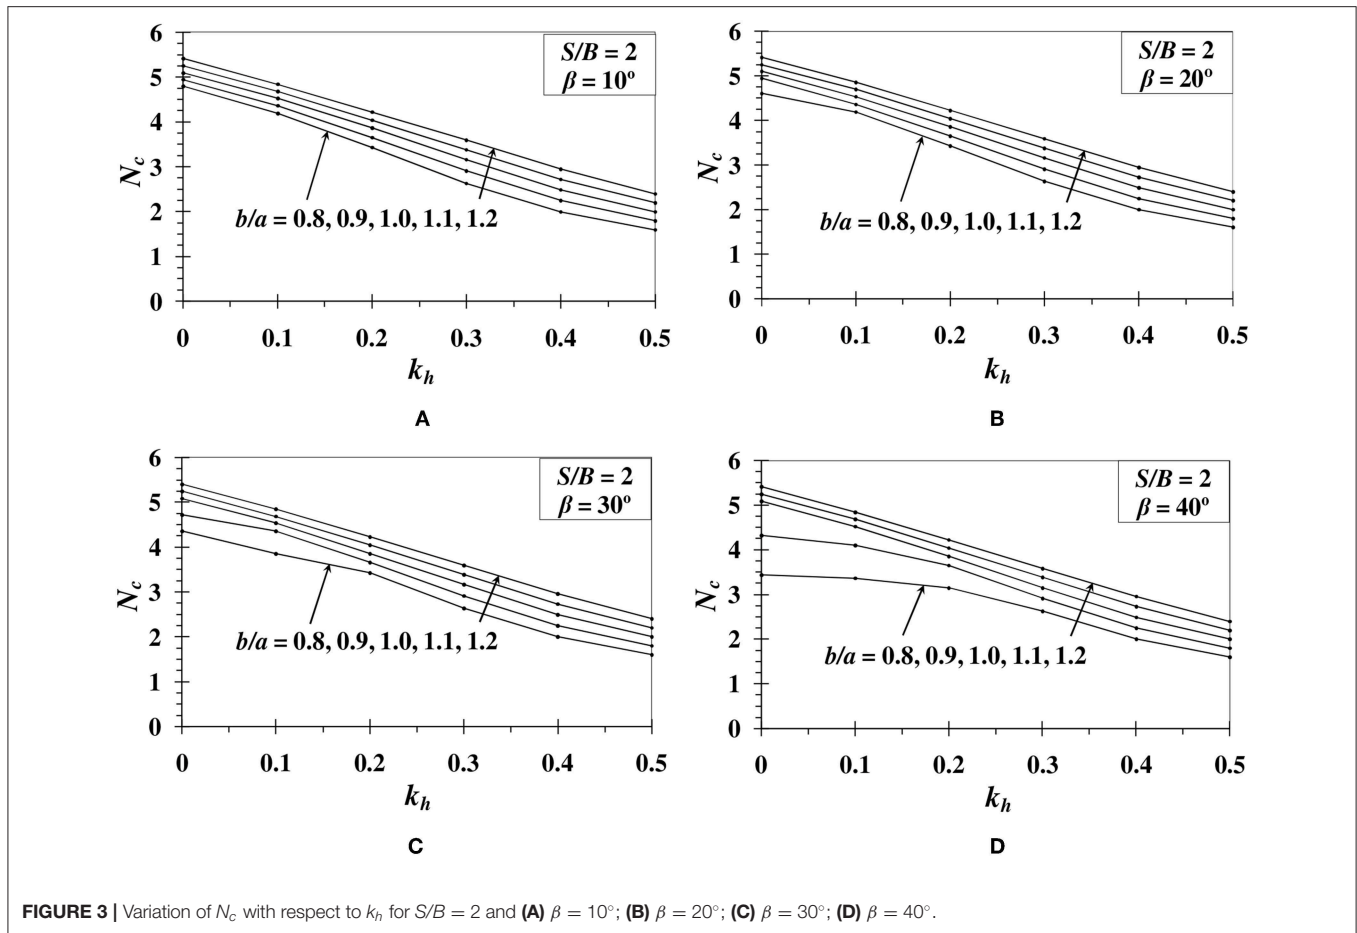 6
5
4
3
2
1
0
N_c
S/B = 2
β = 10º
b/a = 0.8, 0.9, 1.0, 1.1, 1.2
0 0.1 0.2 0.3 0.4 0.5
k_h
A
6
5
4
3
2
1
0
N_c
S/B = 2
β = 20º
b/a = 0.8, 0.9, 1.0, 1.1, 1.2
0 0.1 0.2 0.3 0.4 0.5
k_h
B
6
5
4
3
2
1
0
N_c
S/B = 2
β = 30º
b/a = 0.8, 0.9, 1.0, 1.1, 1.2
0 0.1 0.2 0.3 0.4 0.5
k_h
C
6
5
4
3
2
1
0
N_c
S/B = 2
β = 40º
b/a = 0.8, 0.9, 1.0, 1.1, 1.2
0 0.1 0.2 0.3 0.4 0.5
k_h
D
FIGURE 3 | Variation of N_c with respect to k_h for S/B = 2 and (A) β = 10°; (B) β = 20°; (C) β = 30°; (D) β = 40°.